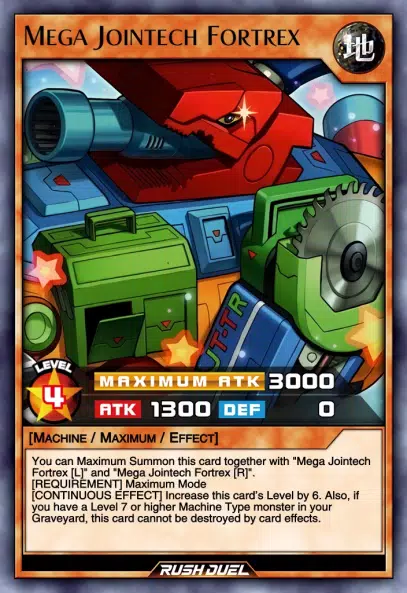 MEGA JOINTECH FORTREX
地
UT-TR
LEVEL
4
MAXIMUM ATK 3000
ATK 1300 DEF 0
[MACHINE / MAXIMUM / EFFECT]
You can Maximum Summon this card together with "Mega Jointech
Fortrex [L]" and "Mega Jointech Fortrex [R]".
[REQUIREMENT] Maximum Mode
[CONTINUOUS EFFECT] Increase this card's Level by 6. Also, if
you have a Level 7 or higher Machine Type monster in your
Graveyard, this card cannot be destroyed by card effects.
RUSH DUEL